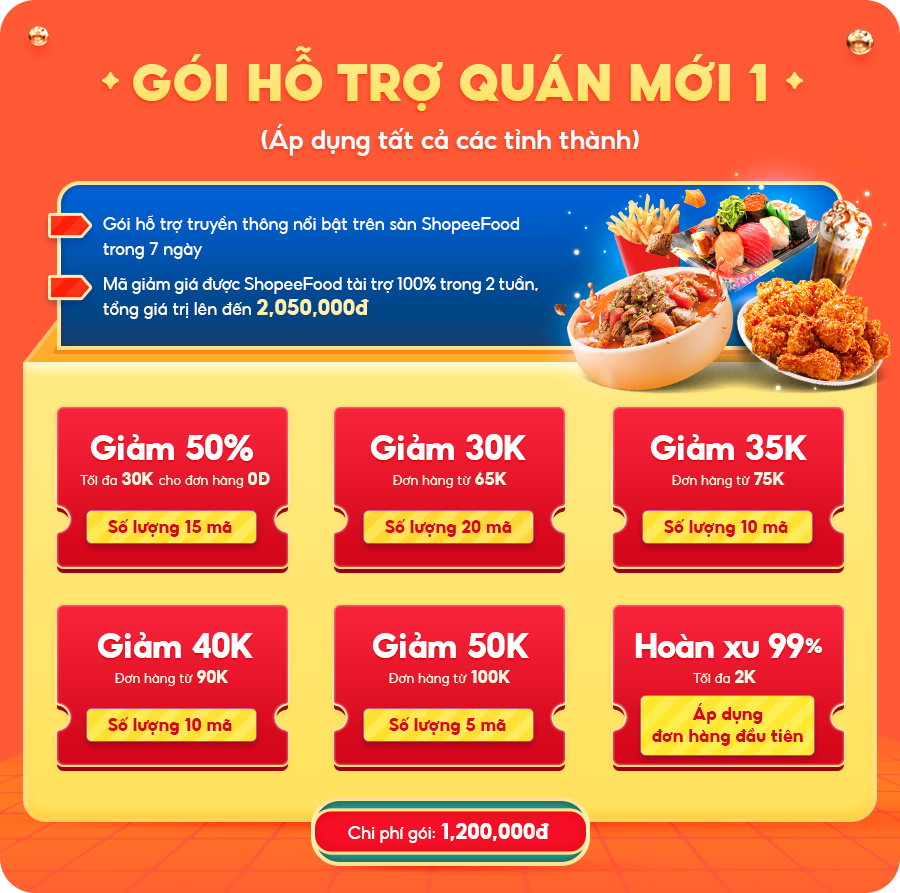 GÓI HỖ TRỢ QUÁN MỚI 1
(Áp dụng tất cả các tỉnh thành)
Gói hỗ trợ truyền thông nổi bật trên sàn ShopeeFood
trong 7 ngày
Mã giảm giá được ShopeeFood tài trợ 100% trong 2 tuần,
tổng giá trị lên đến 2,050,000đ
Giảm 50%
Tối đa 30K cho đơn hàng 0Đ
Số lượng 15 mã
Giảm 30K
Đơn hàng từ 65K
Số lượng 20 mã
Giảm 35K
Đơn hàng từ 75K
Số lượng 10 mã
Giảm 40K
Đơn hàng từ 90K
Số lượng 10 mã
Giảm 50K
Đơn hàng từ 100K
Số lượng 5 mã
Hoàn xu 99%
Tối đa 2K
Áp dụng
đơn hàng đầu tiên
Chi phí gói: 1,200,000đ